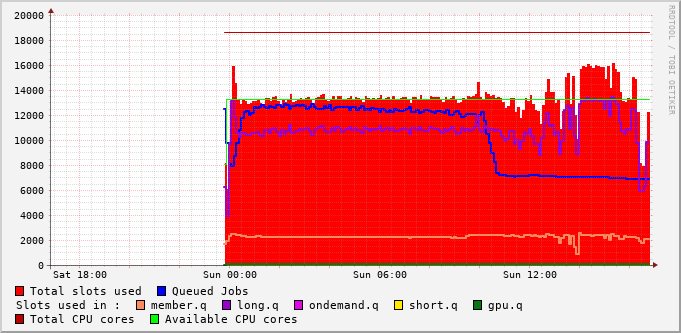 20000
18000
16000
14000
12000
10000
8000
6000
4000
2000
0
Sat 18:00 Sun 00:00 Sun 06:00 Sun 12:00
RRDTOOL / TOBI OETIKER
Total slots used Queued Jobs
Slots used in : member.q long.q ondemand.q short.q gpu.q
Total CPU cores Available CPU cores